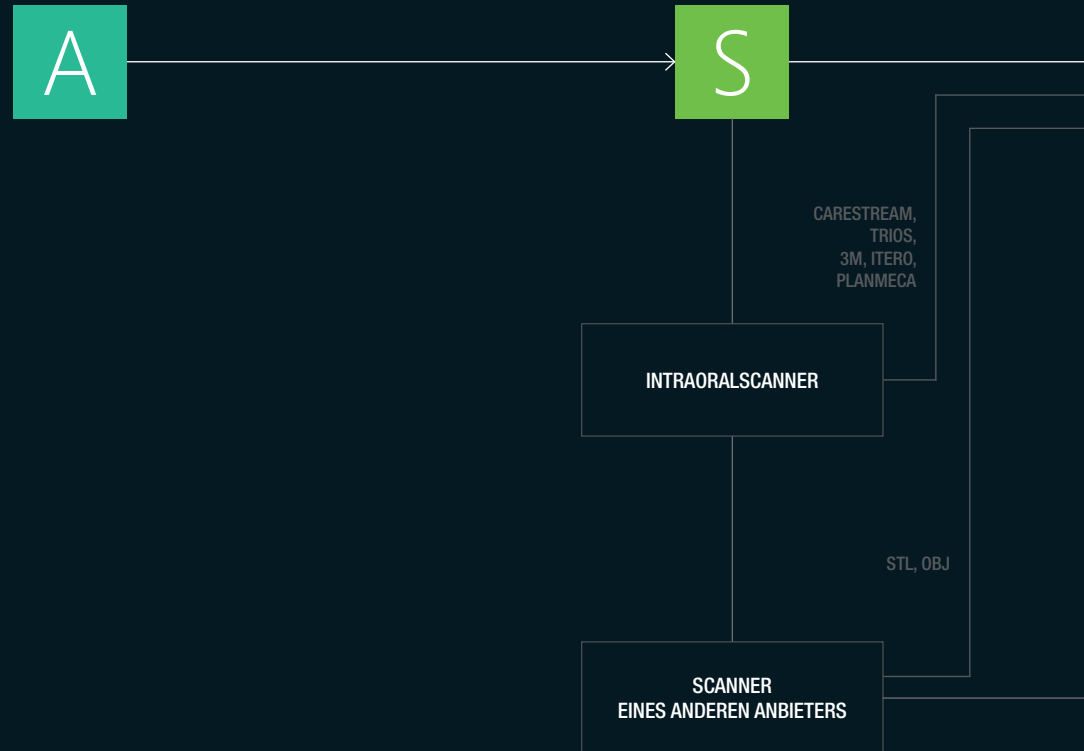 A
S
CARESTREAM,
TRIOS,
3M, ITERO,
PLANMECA
INTRAORALSCANNER
STL, OBJ
SCANNER
EINES ANDEREN ANBIETERS